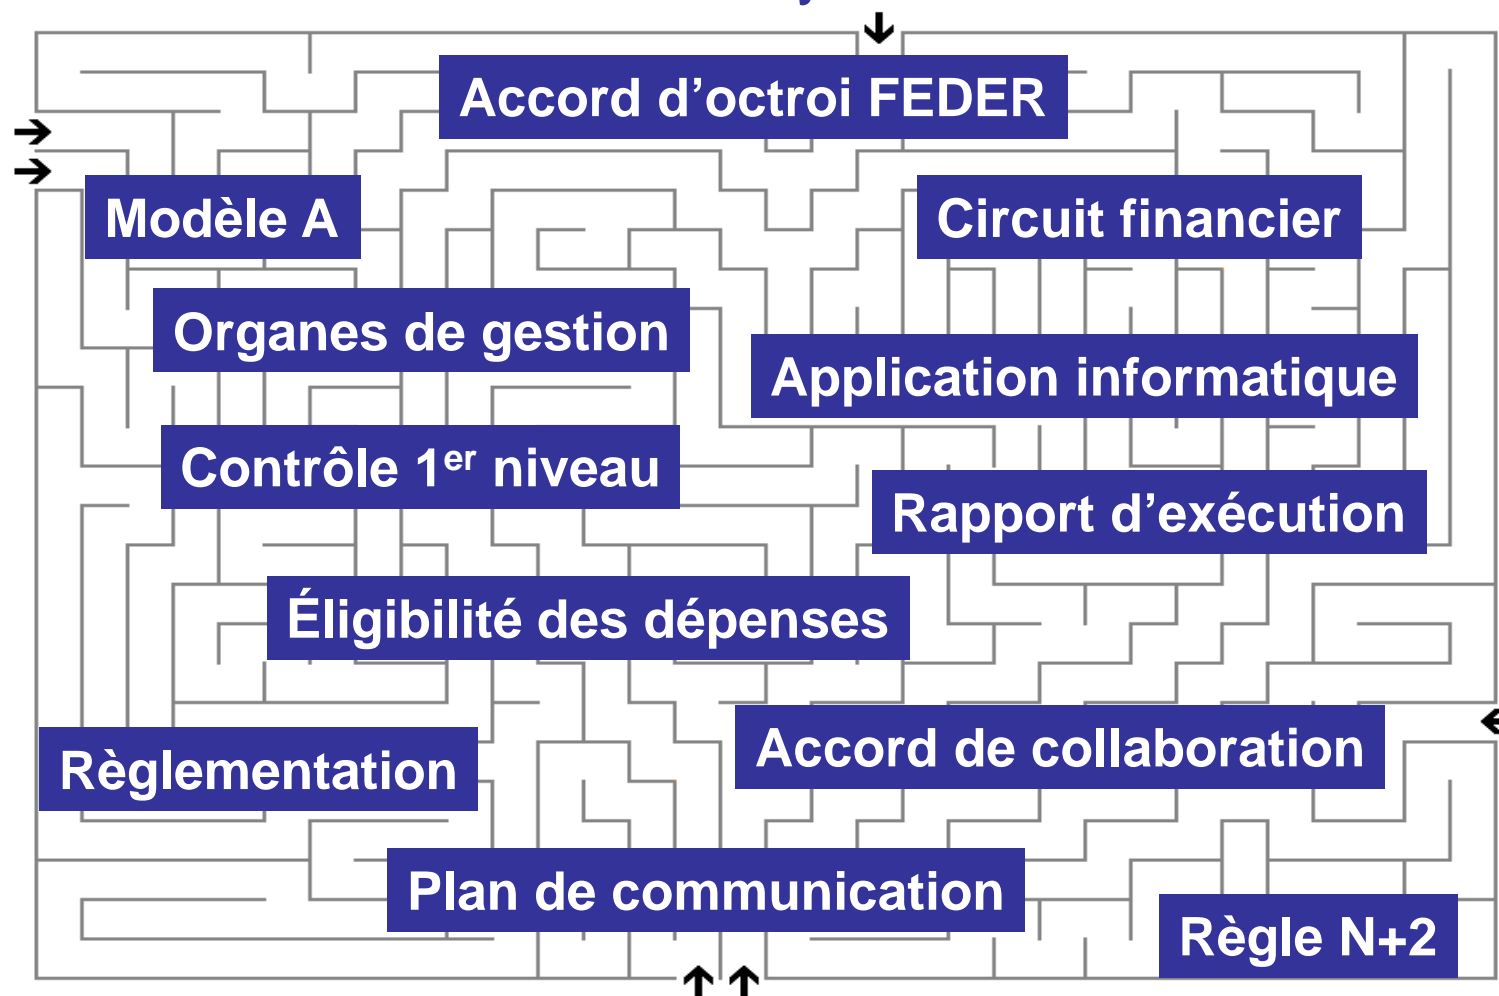 Accord d’octroi FEDER
Modèle A
Circuit financier
Organes de gestion
Application informatique
Contrôle 1er niveau
Rapport d’exécution
Éligibilité des dépenses
Règlementation
Accord de collaboration
Plan de communication
Règle N+2